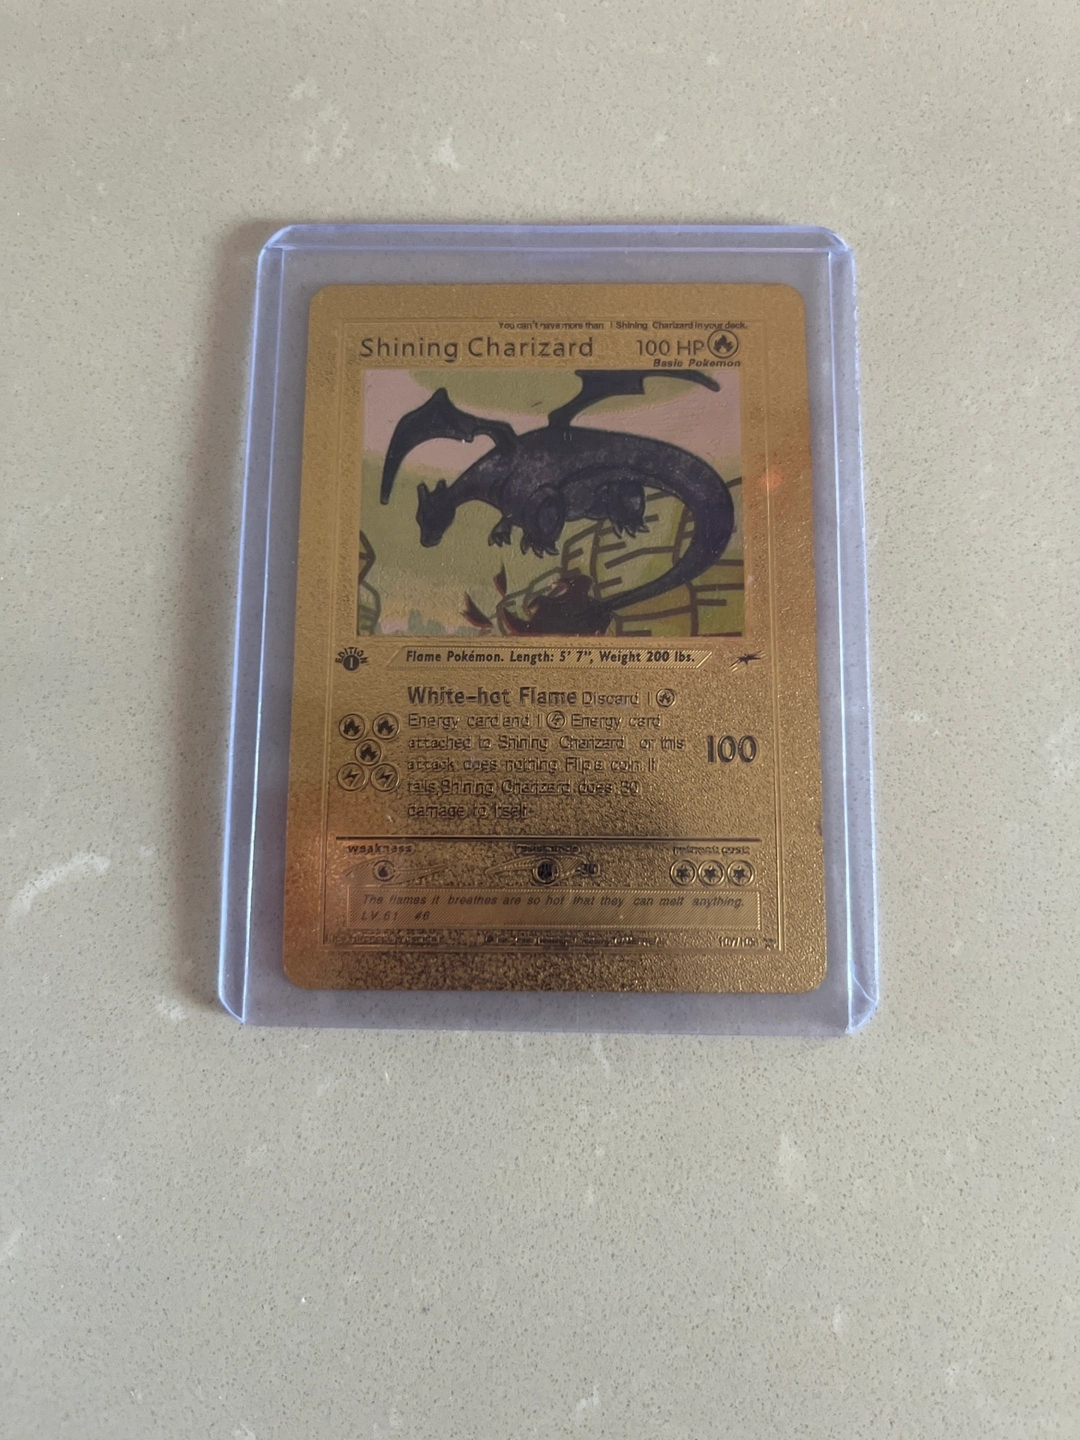 You can't have more than 1 Shining Charizard in your deck.
Shining Charizard 100 HP
Basic Pokemon
EDITION 1
Flame Pokémon. Length: 5' 7", Weight 200 lbs.
White-hot Flame Discard 1
Energy card and 1 Energy card
attached to Shining Charizard or this
attack does nothing. Flip a coin. If
tails, Shining Charizard does 30
damage to itself.
100
weakness retreat cost
-30
The flames it breathes are so hot that they can melt anything.
LV. 61 #6